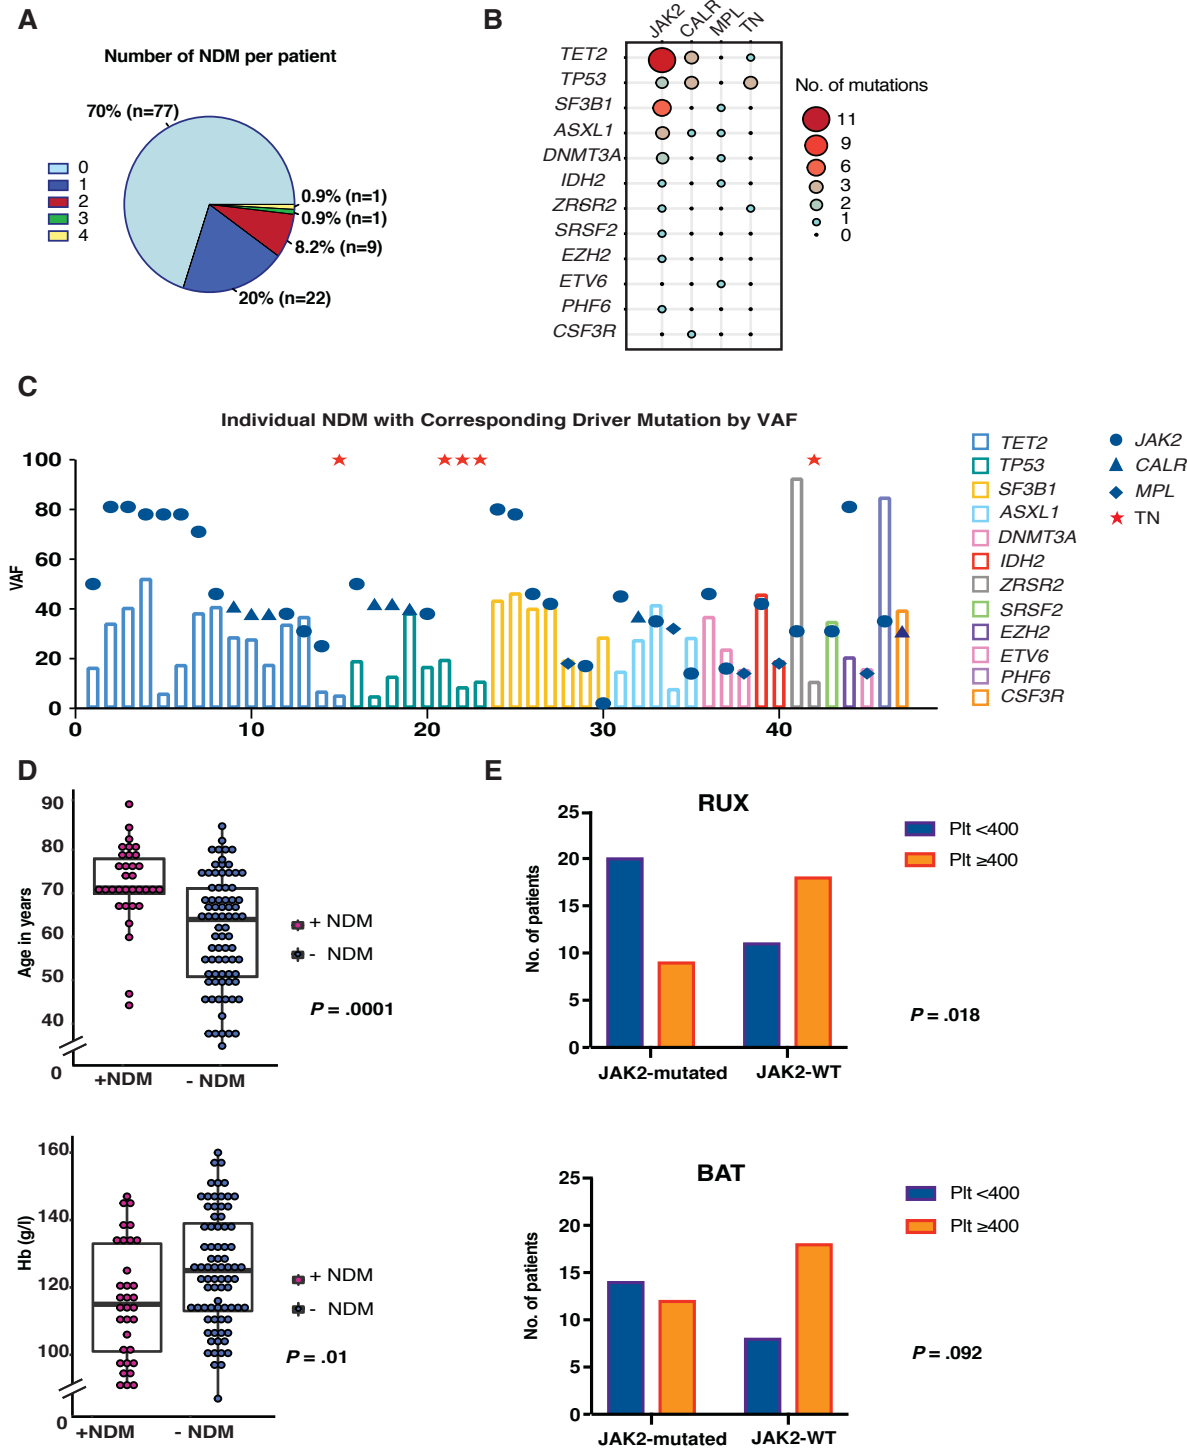 A
Number of NDM per patient
70% (n=77)
0
1
2
3
4
0.9% (n=1)
0.9% (n=1)
8.2% (n=9)
20% (n=22)
B
JAK2 CALR MPL TN
TET2
TP53
SF3B1
ASXL1
DNMT3A
IDH2
ZRSR2
SRSF2
EZH2
ETV6
PHF6
CSF3R
No. of mutations
11
9
6
3
2
1
0
C
Individual NDM with Corresponding Driver Mutation by VAF
VAF
100
80
60
40
20
0
0 10 20 30 40
TET2
TP53
SF3B1
ASXL1
DNMT3A
IDH2
ZRSR2
SRSF2
EZH2
ETV6
PHF6
CSF3R
JAK2
CALR
MPL
TN
D
Age in years
90
80
70
60
50
40
0
+NDM - NDM
+ NDM
- NDM
P = .0001
Hb (g/l)
160
140
120
100
0
+NDM - NDM
+ NDM
- NDM
P = .01
E
RUX
No. of patients
25
20
15
10
5
0
JAK2-mutated JAK2-WT
Plt <400
Plt ≥400
P = .018
BAT
No. of patients
25
20
15
10
5
0
JAK2-mutated JAK2-WT
Plt <400
Plt ≥400
P = .092